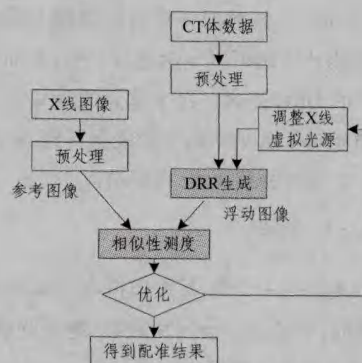 CT体数据
预处理
X线图像
调整X线
虚拟光源
预处理
参考图像
DRR生成
浮动图像
相似性测度
优化
得到配准结果